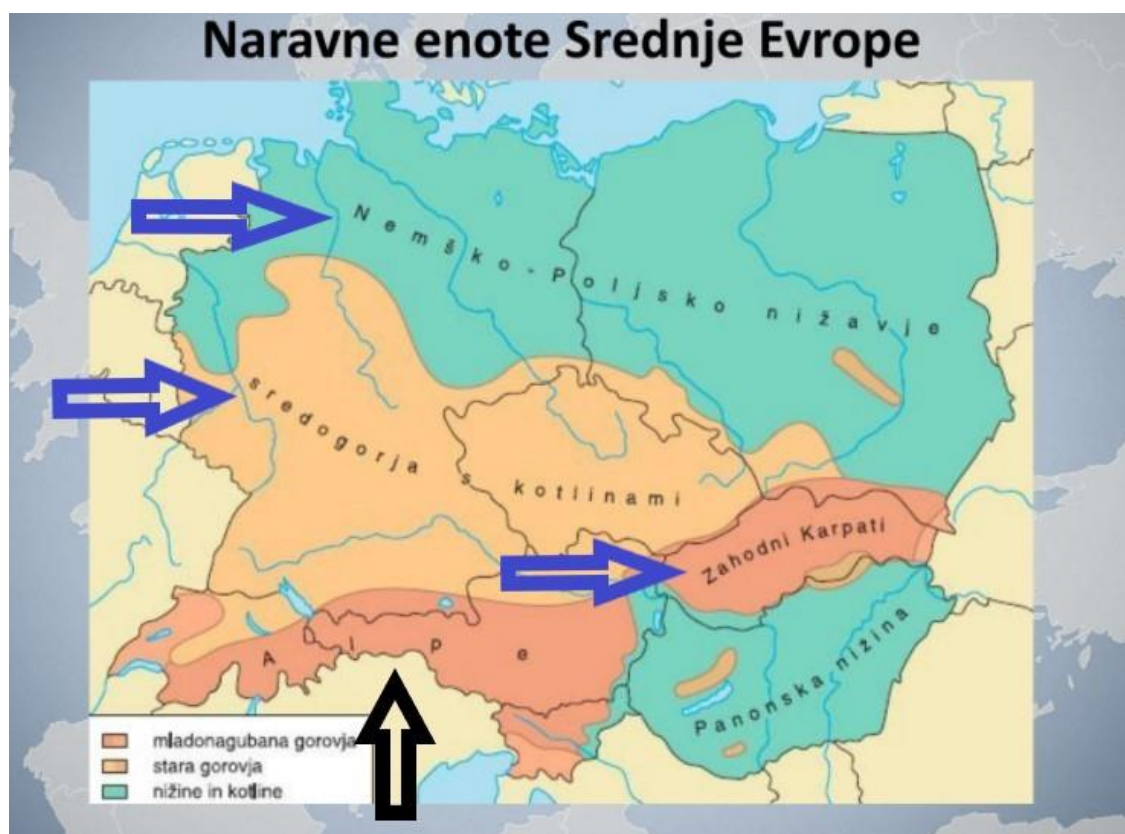 Naravne enote Srednje Evrope
Nemško-Poljsko nižavje
sredogorja s kotlinami
Zahodni Karpati
Alpe
Panonska nižina
mladonagubana gorovja
stara gorovja
nižine in kotline